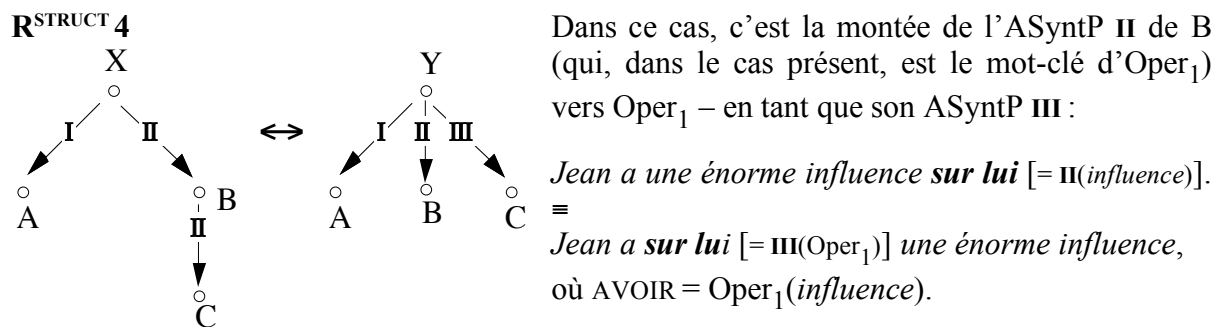 R^STRUCT 4
X
I II
A B
II
C
⇔
Y
I II III
A B C
Dans ce cas, c’est la montée de l’ASyntP II de B
(qui, dans le cas présent, est le mot-clé d’Oper₁)
vers Oper₁ – en tant que son ASyntP III :
Jean a une énorme influence sur lui [= II(influence)].
≡
Jean a sur lui [= III(Oper₁)] une énorme influence,
où AVOIR = Oper₁(influence).